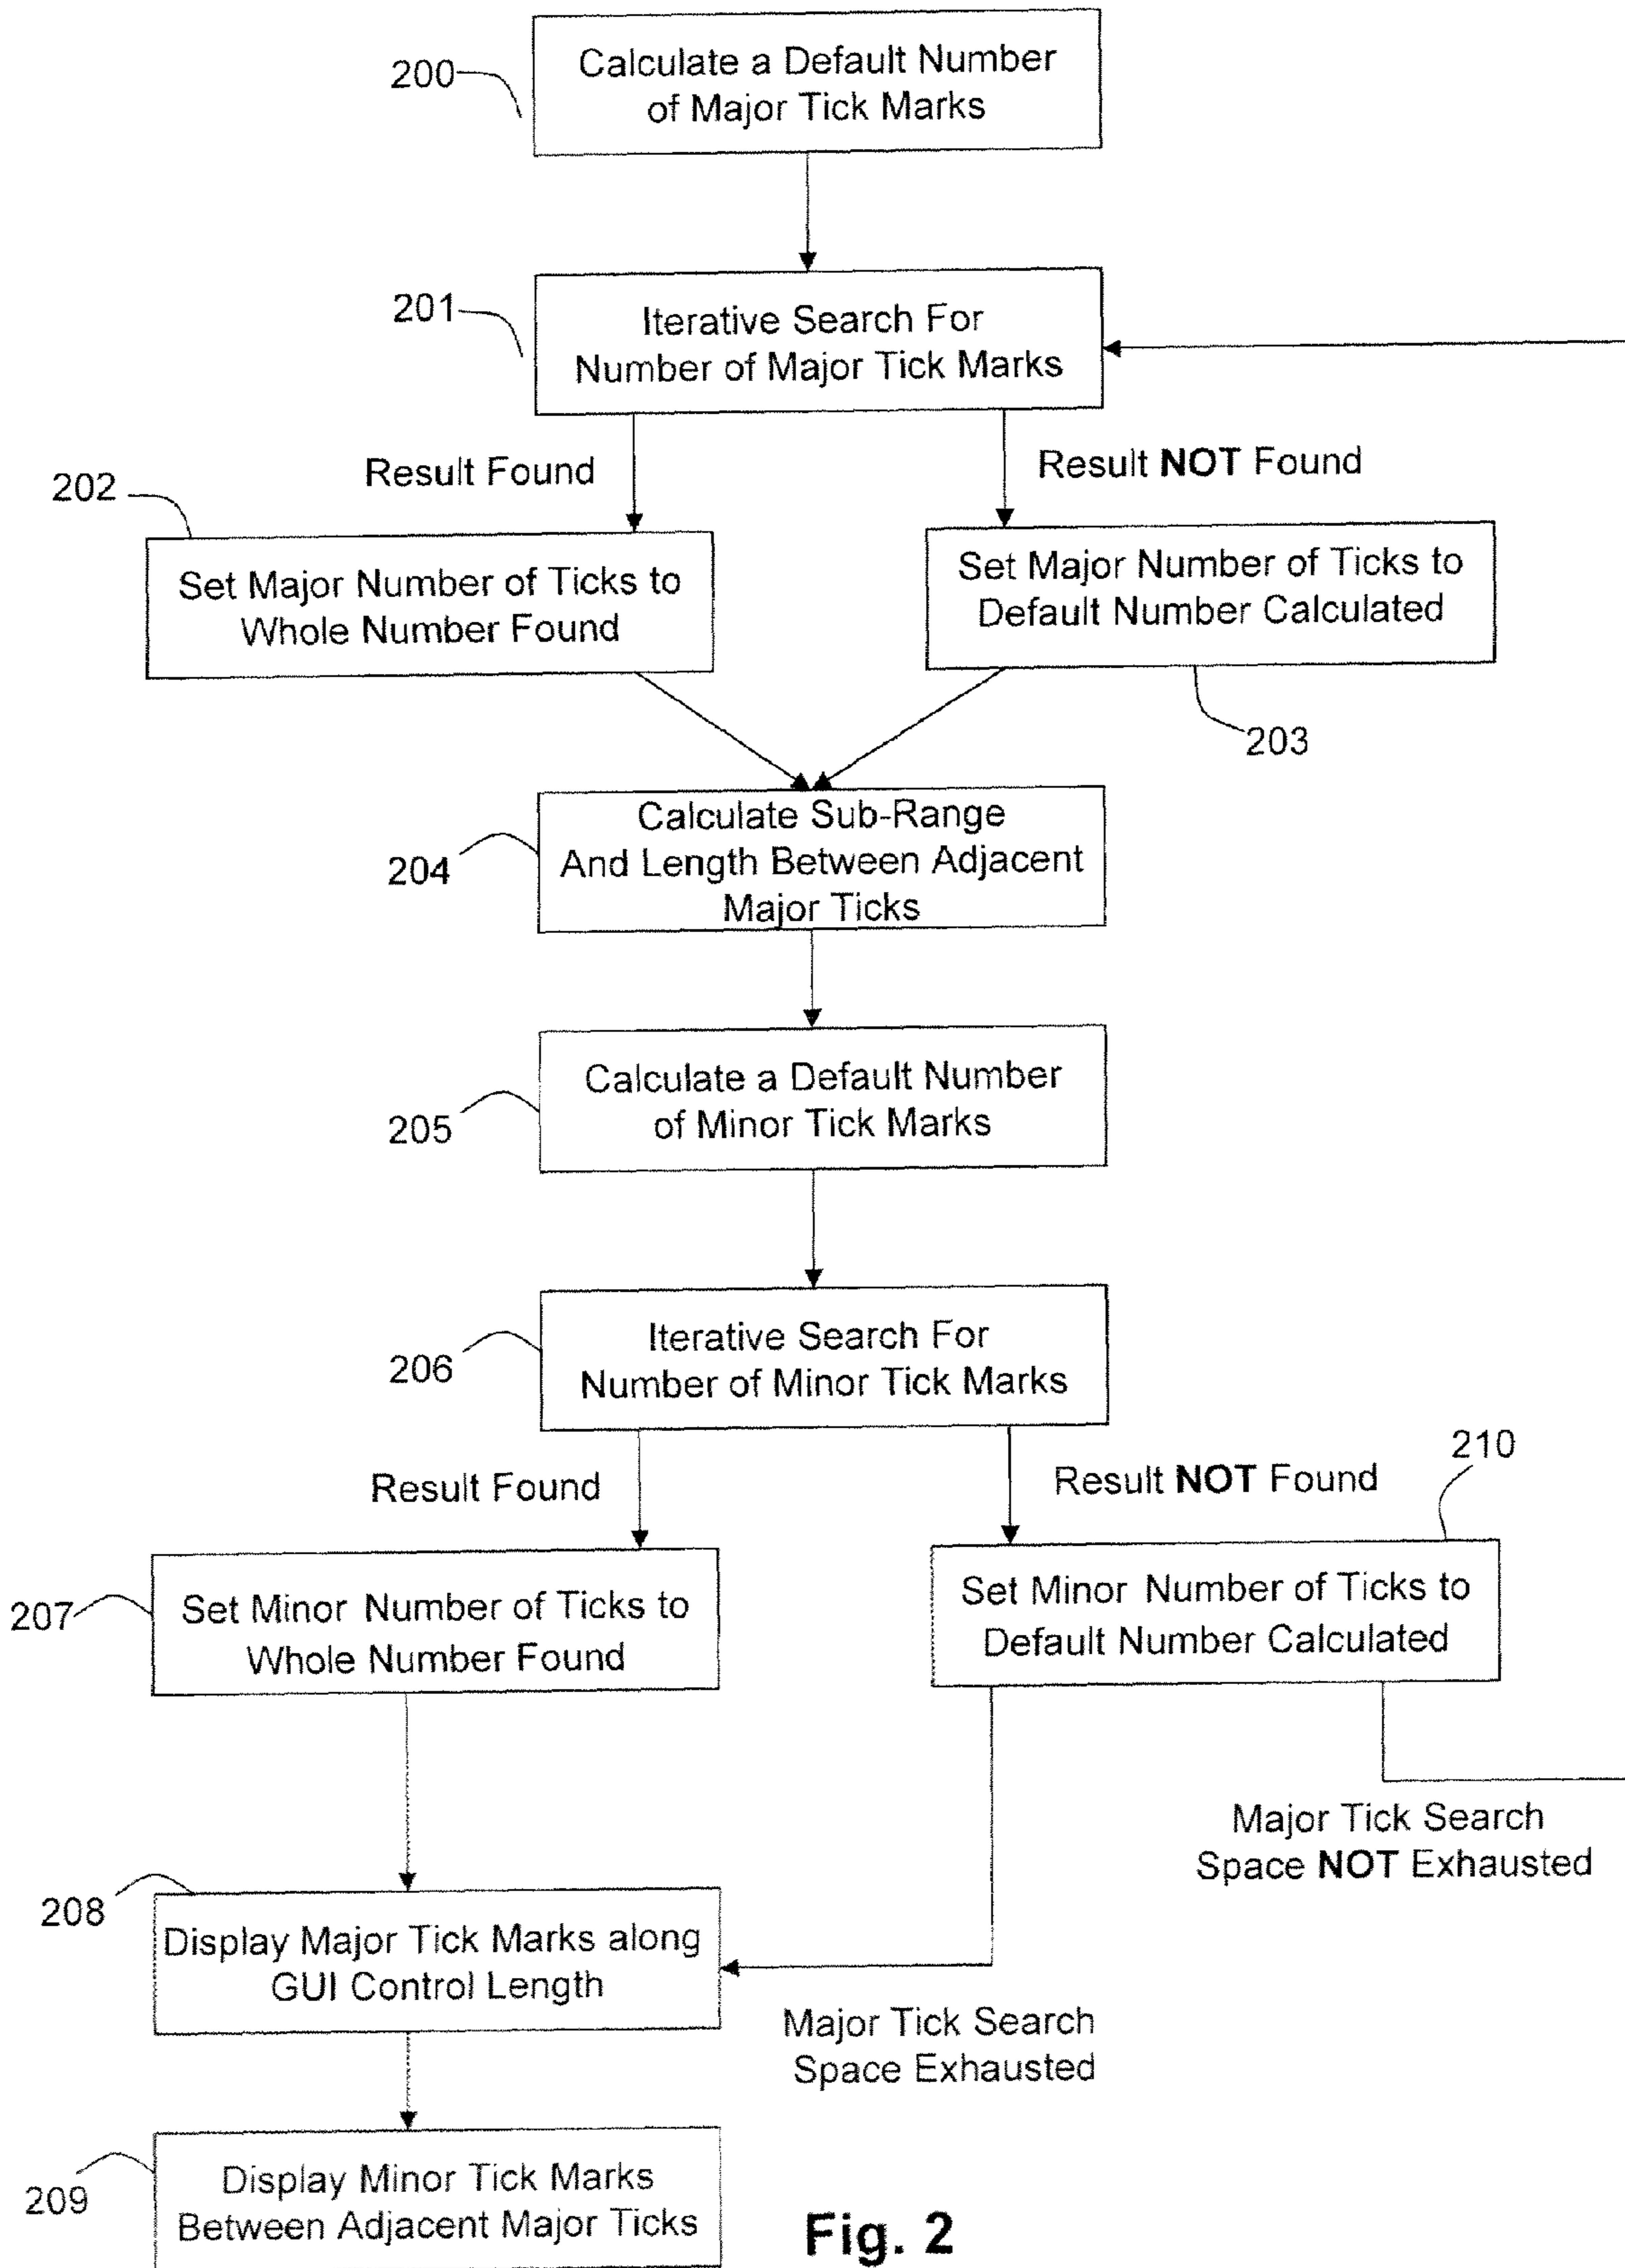 200
Calculate a Default Number
of Major Tick Marks
201
Iterative Search For
Number of Major Tick Marks
Result Found
Result NOT Found
202
Set Major Number of Ticks to
Whole Number Found
Set Major Number of Ticks to
Default Number Calculated
203
204
Calculate Sub-Range
And Length Between Adjacent
Major Ticks
205
Calculate a Default Number
of Minor Tick Marks
206
Iterative Search For
Number of Minor Tick Marks
Result Found
Result NOT Found
210
207
Set Minor Number of Ticks to
Whole Number Found
Set Minor Number of Ticks to
Default Number Calculated
Major Tick Search
Space NOT Exhausted
208
Display Major Tick Marks along
GUI Control Length
Major Tick Search
Space Exhausted
209
Display Minor Tick Marks
Between Adjacent Major Ticks
Fig. 2